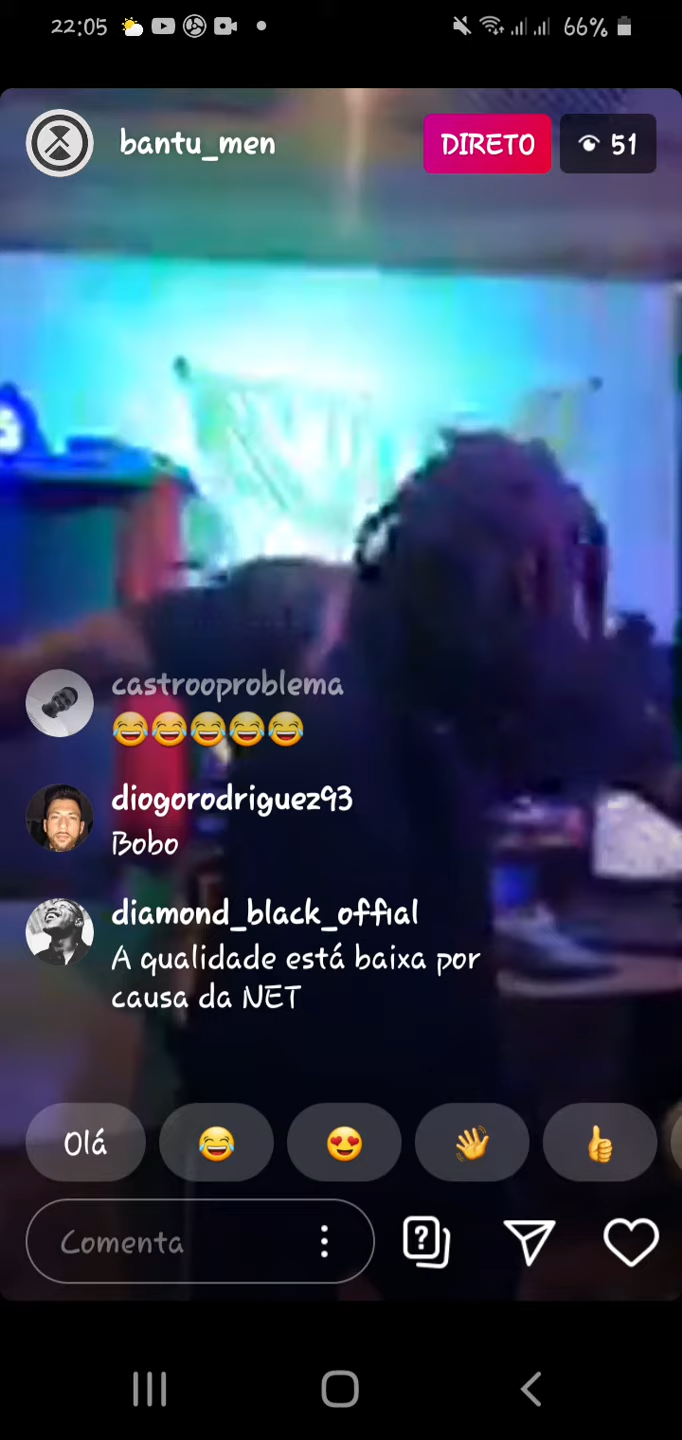 22:05
66%
bantu_men
DIRETO
51
castrooproblema
😂😂😂😂😂
diogorodriguez93
Bobo
diamond_black_offial
A qualidade está baixa por
causa da NET
Olá
Comenta